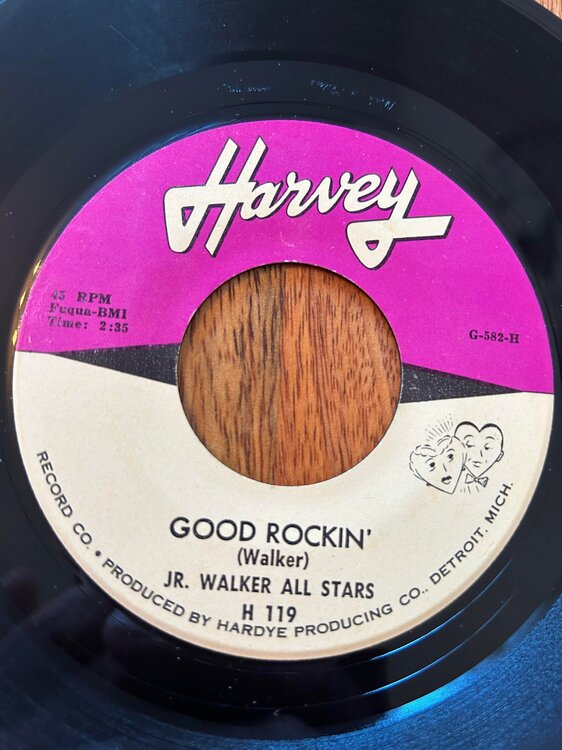 Harvey
45 RPM
Fuqua-BMI
Time: 2:35
G-582-H
GOOD ROCKIN'
(Walker)
JR. WALKER ALL STARS
H 119
RECORD CO. • PRODUCED BY HARDYE PRODUCING CO., DETROIT, MICH.